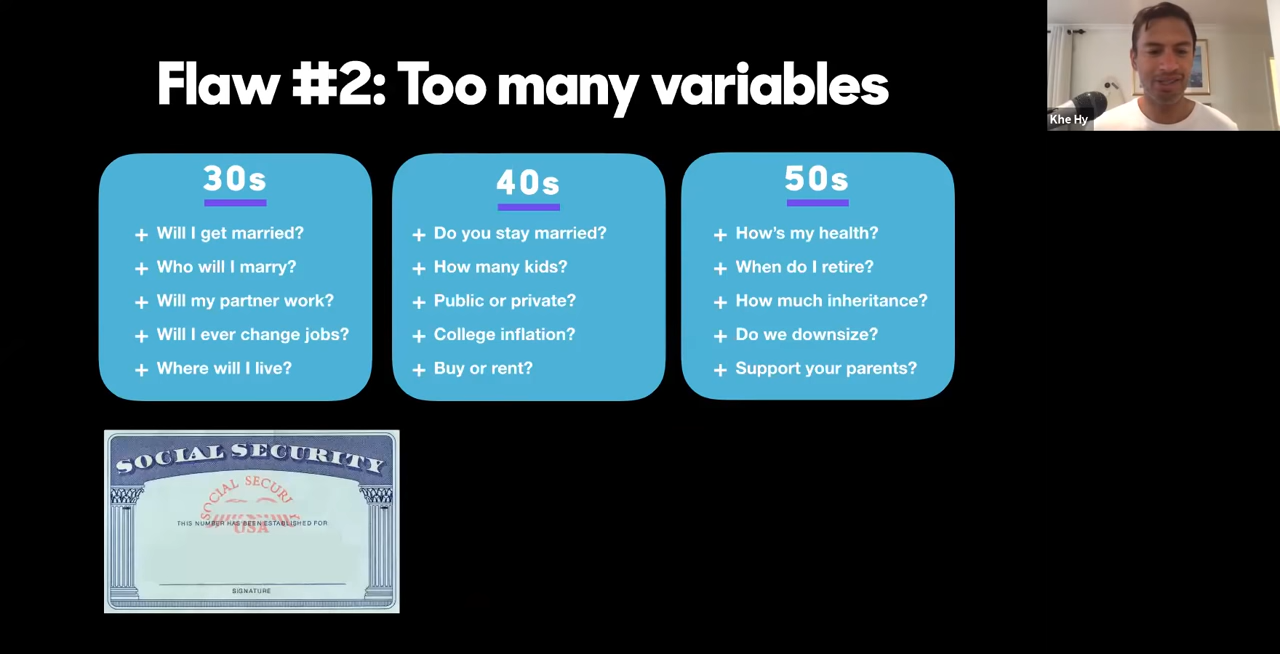 Flaw #2: Too many variables
Khe Hy
30s
+ Will I get married?
+ Who will I marry?
+ Will my partner work?
+ Will I ever change jobs?
+ Where will I live?
40s
+ Do you stay married?
+ How many kids?
+ Public or private?
+ College inflation?
+ Buy or rent?
50s
+ How's my health?
+ When do I retire?
+ How much inheritance?
+ Do we downsize?
+ Support your parents?
SOCIAL SECURITY
SOCIAL SECURI
THIS NUMBER HAS BEEN ESTABLISHED FOR
USA
SIGNATURE